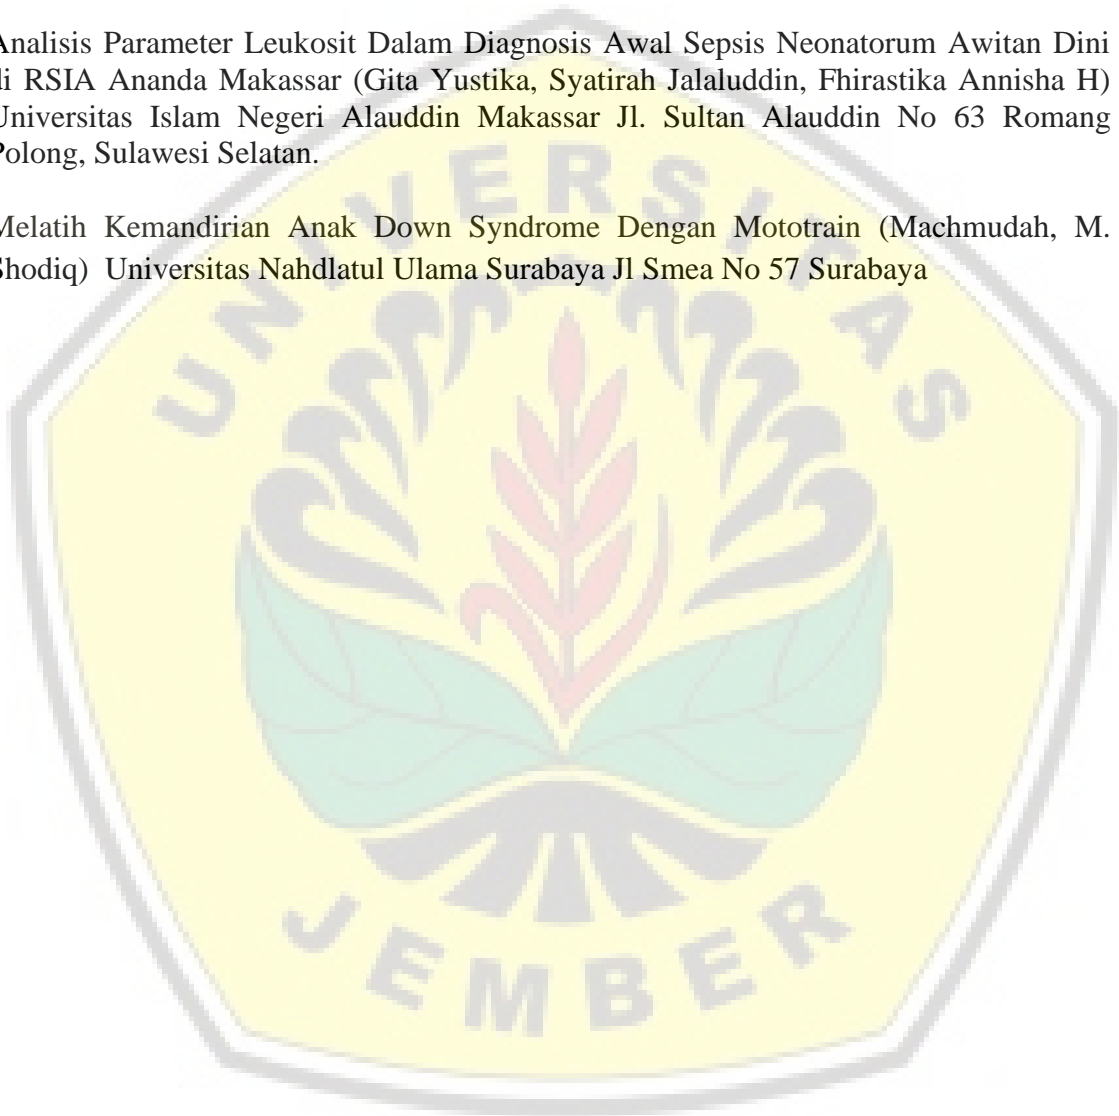 Analisis Parameter Leukosit Dalam Diagnosis Awal Sepsis Neonatorum Awitan Dini
di RSIA Ananda Makassar (Gita Yustika, Syatirah Jalaluddin, Fhirastika Annisha H)
Universitas Islam Negeri Alauddin Makassar Jl. Sultan Alauddin No 63 Romang
Polong, Sulawesi Selatan.
Melatih Kemandirian Anak Down Syndrome Dengan Mototrain (Machmudah, M.
Shodiq) Universitas Nahdlatul Ulama Surabaya Jl Smea No 57 Surabaya
UNIVERSITAS
JEMBER